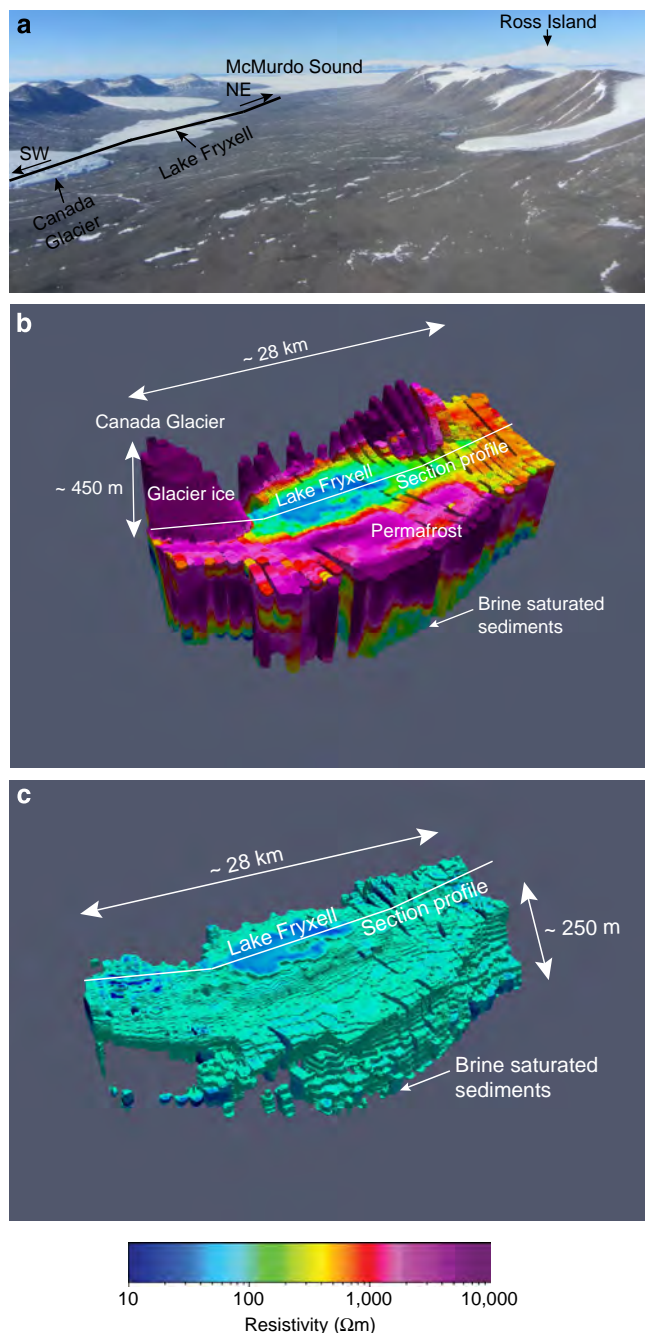 a
Ross Island
McMurdo Sound
NE
SW
Lake Fryxell
Canada
Glacier
b
~ 28 km
Canada Glacier
~ 450 m
Glacier ice
Lake Fryxell
Section profile
Permafrost
Brine saturated
sediments
c
~ 28 km
Lake Fryxell
Section profile
~ 250 m
Brine saturated
sediments
10 100 1,000 10,000
Resistivity (Ωm)